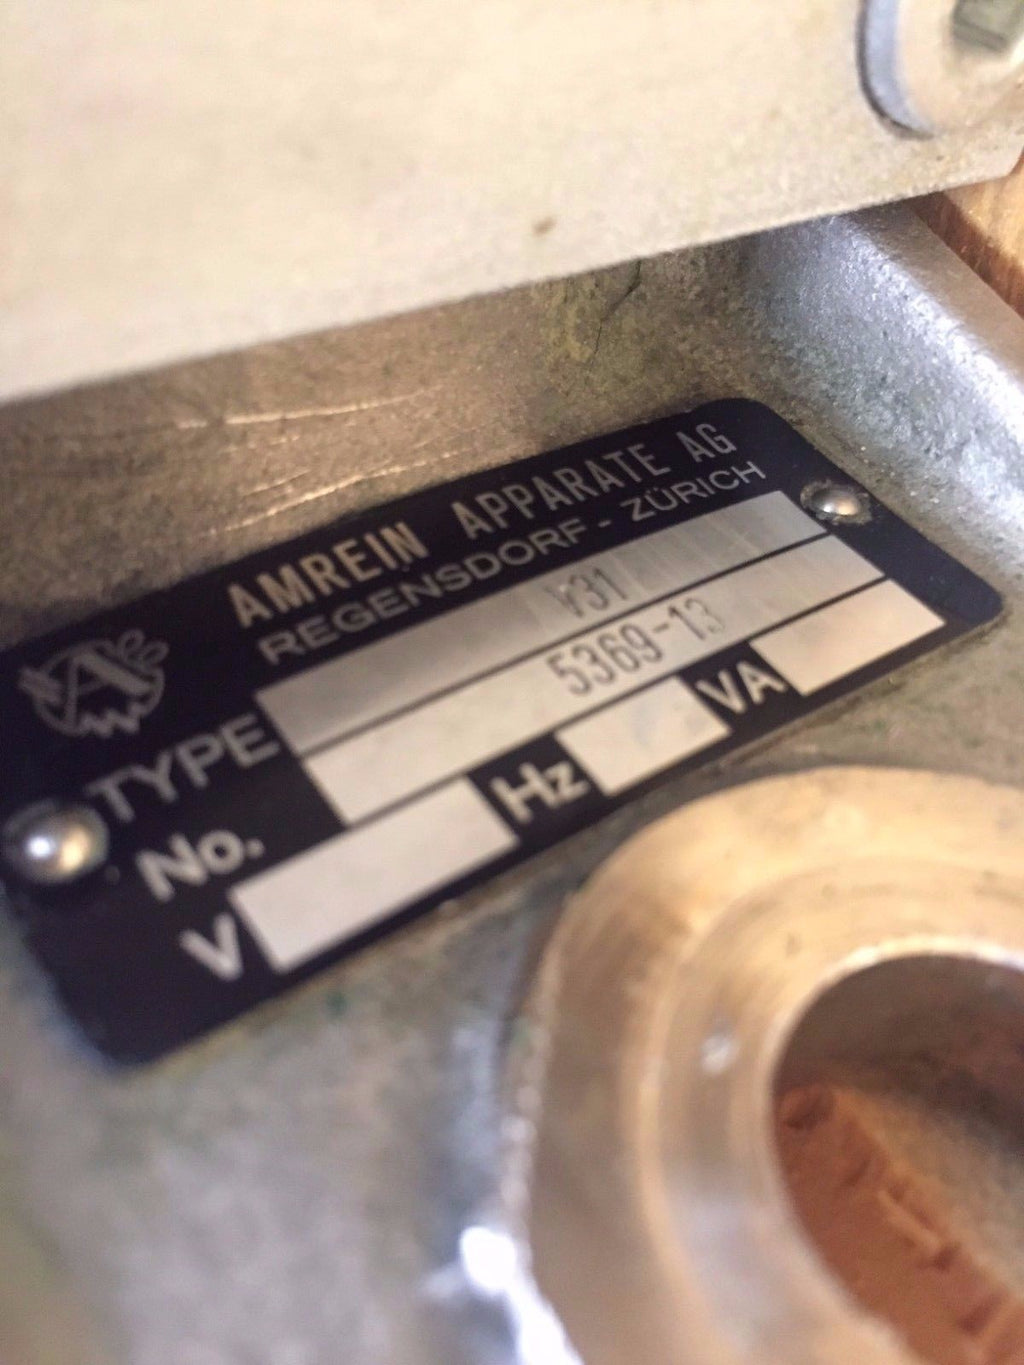 AMREIN APPARATE AG
REGENSDORF - ZÜRICH
TYPE V31
No. 5369-13
V Hz VA